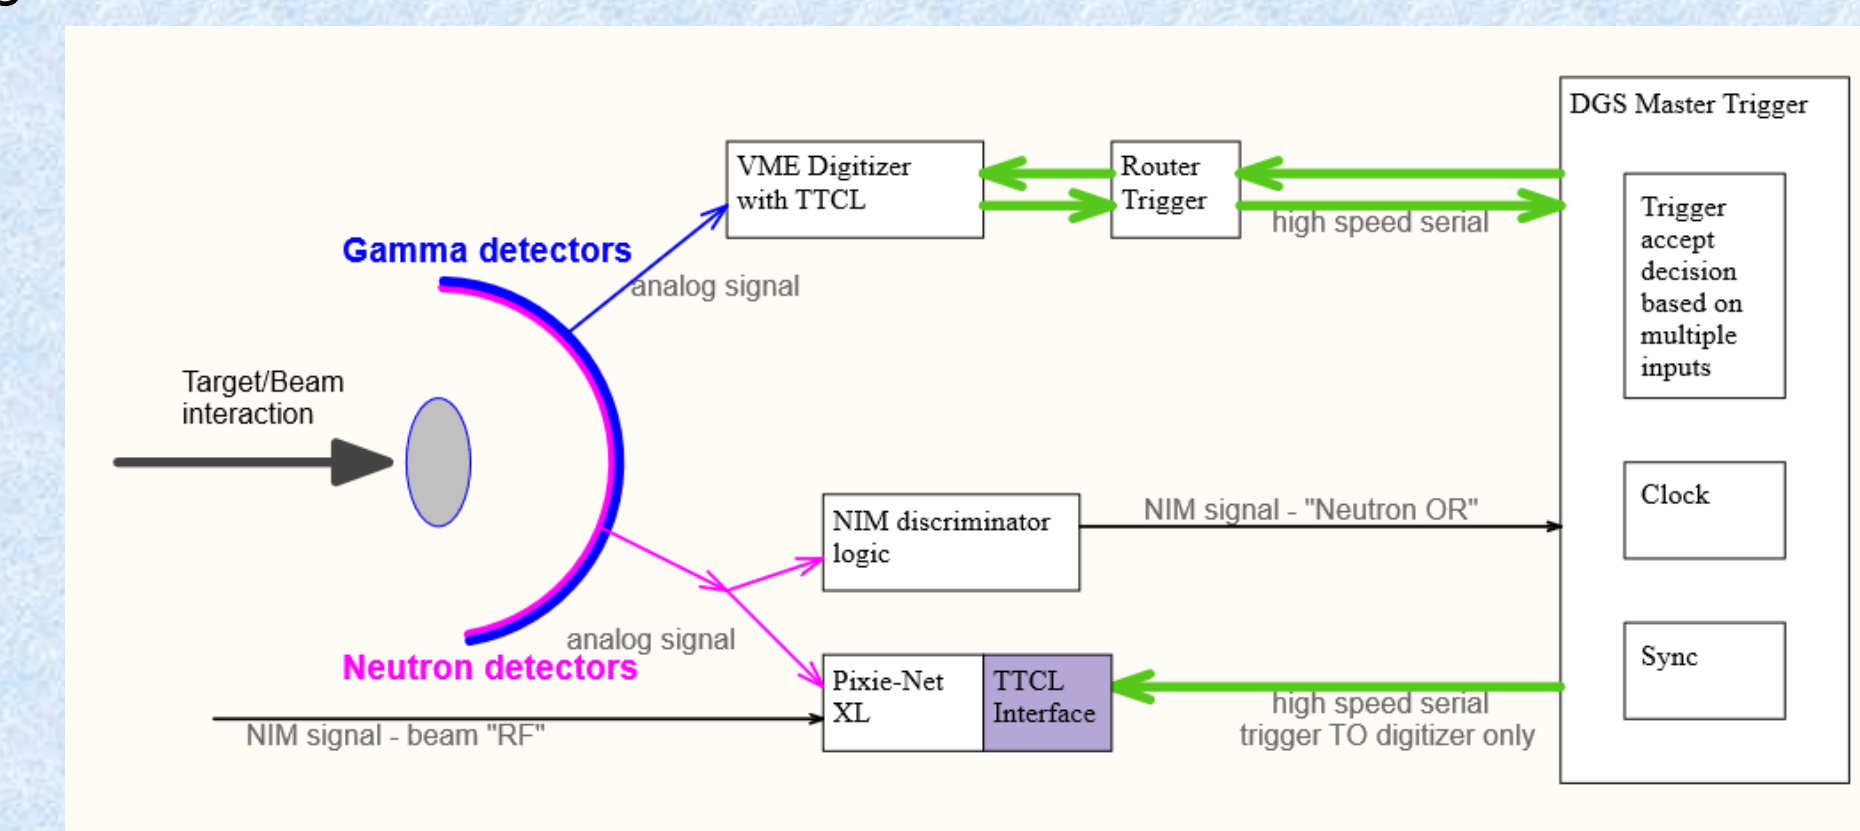 DGS Master Trigger
VME Digitizer
with TTCL
Router
Trigger
high speed serial
Trigger
accept
decision
based on
multiple
inputs
Gamma detectors
analog signal
Target/Beam
interaction
NIM discriminator
logic
NIM signal - "Neutron OR"
Clock
analog signal
Neutron detectors
Pixie-Net
XL
TTCL
Interface
high speed serial
trigger TO digitizer only
Sync
NIM signal - beam "RF"